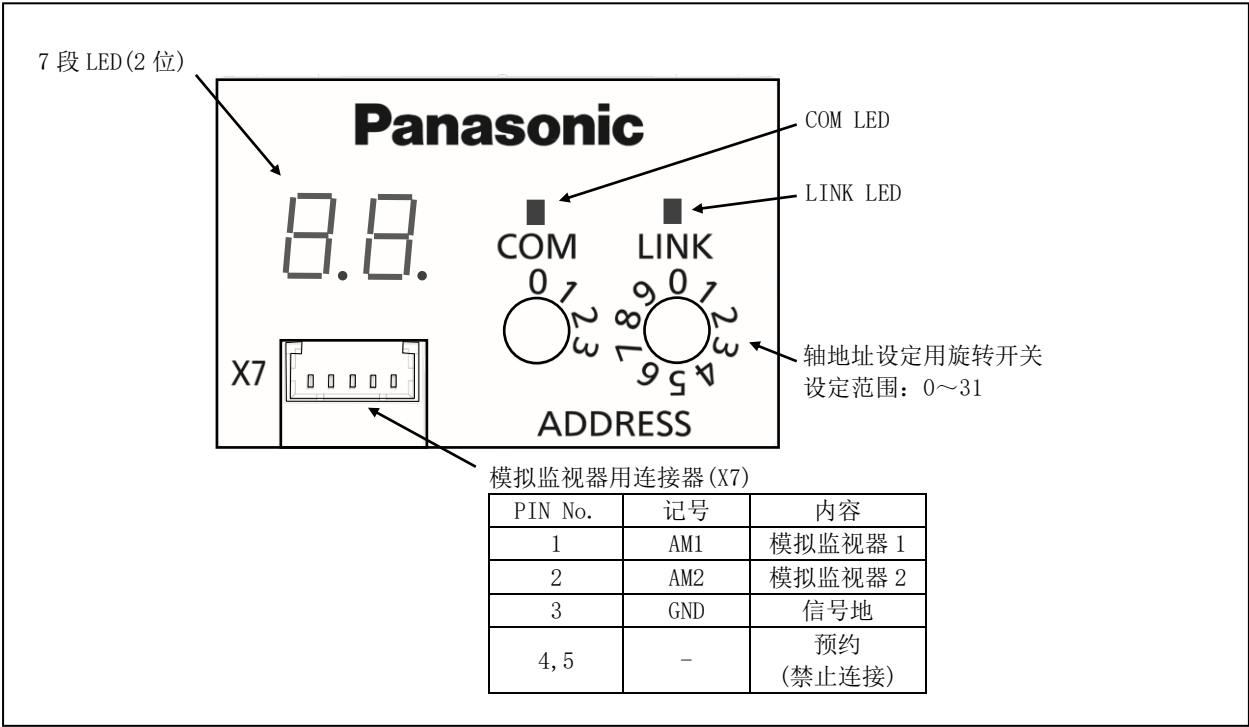 7 段 LED(2 位)
Panasonic
COM LED
LINK LED
8.8.
COM
LINK
0 1 2 3
0 1 2 3 4 5 6 7 8 9
X7
ADDRESS
轴地址设定用旋转开关
设定范围：0～31
模拟监视器用连接器(X7)
PIN No. 记号 内容
1 AM1 模拟监视器 1
2 AM2 模拟监视器 2
3 GND 信号地
4,5 - 预约
(禁止连接)